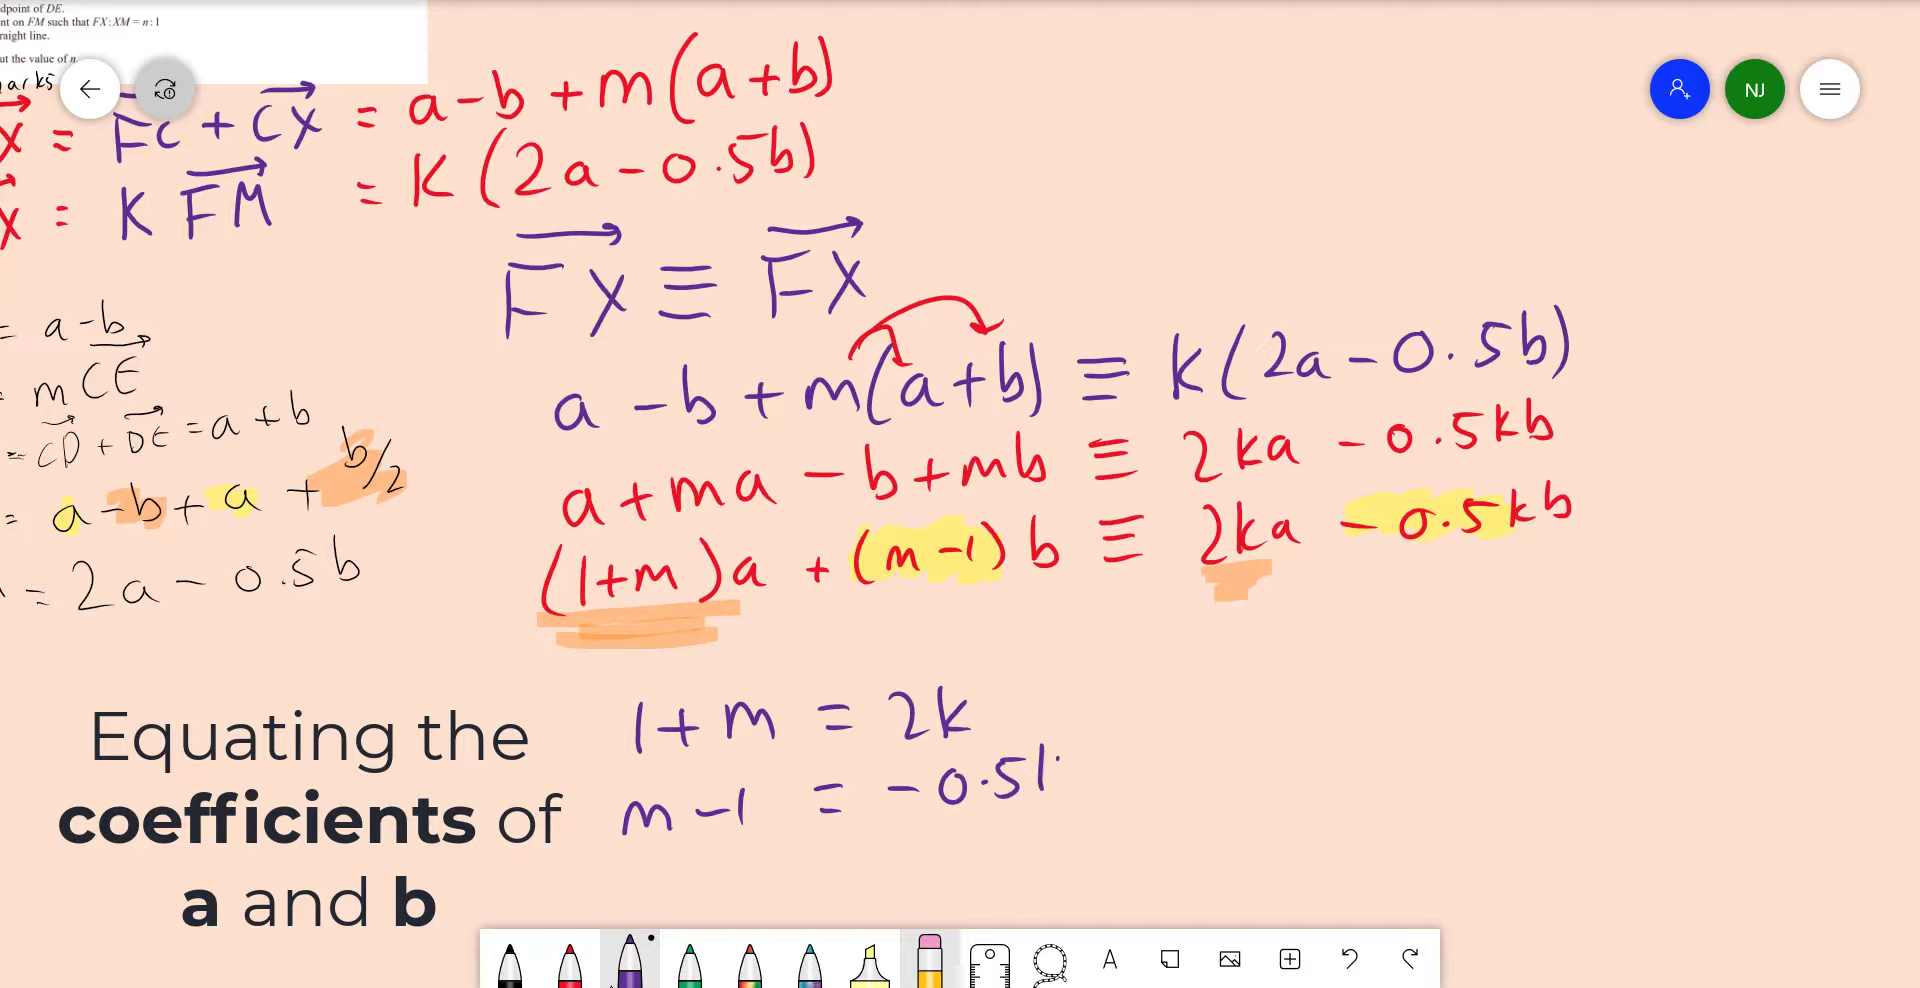 dpoint of DE.
nt on FM such that FX : XM = n : 1
raight line.
ut the value of n.
arks
X = FC + CX = a - b + m(a + b)
X = K FM = K(2a - 0.5b)
FX ≡ FX
NJ
= a - b
= mCE
= CD + DE = a + b
= a - b + a + b/2
= 2a - 0.5b
a - b + m(a + b) ≡ K(2a - 0.5b)
a + ma - b + mb ≡ 2ka - 0.5kb
(1+m)a + (m-1)b ≡ 2ka - 0.5kb
Equating the
coefficients of
a and b
1 + m = 2k
m - 1 = - 0.5
A